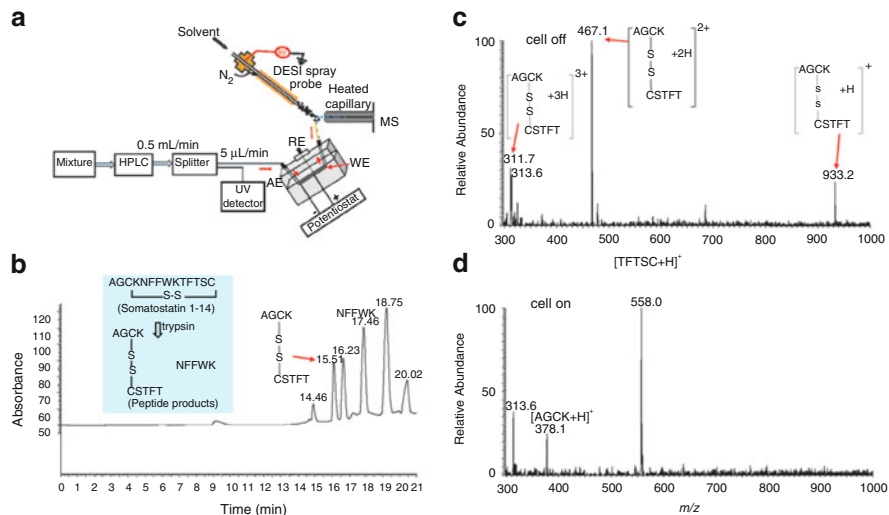 a
Solvent
N2
HV
DESI spray
probe
Heated
capillary
MS
0.5 mL/min
5 µL/min
Mixture
HPLC
Splitter
UV
detector
RE
WE
AE
-
+
Potentiostat
b
AGCKNFFWKTFTSC
S-S
(Somatostatin 1-14)
trypsin
AGCK
S
S
CSTFT
NFFWK
(Peptide products)
AGCK
S
S
CSTFT
14.46
15.51
16.23
NFFWK
17.46
18.75
20.02
Absorbance
120
110
100
90
80
70
60
50
0 1 2 3 4 5 6 7 8 9 10 11 12 13 14 15 16 17 18 19 20 21
Time (min)
c
cell off
Relative Abundance
100
50
0
AGCK
S
S
CSTFT
+3H
3+
311.7
313.6
467.1
AGCK
S
S
CSTFT
+2H
2+
AGCK
s
s
CSTFT
+H
+
933.2
300 400 500 600 700 800 900 1000
[TFTSC+H]+
d
cell on
Relative Abundance
100
50
0
313.6
[AGCK+H]+
378.1
558.0
300 400 500 600 700 800 900 1000
m/z